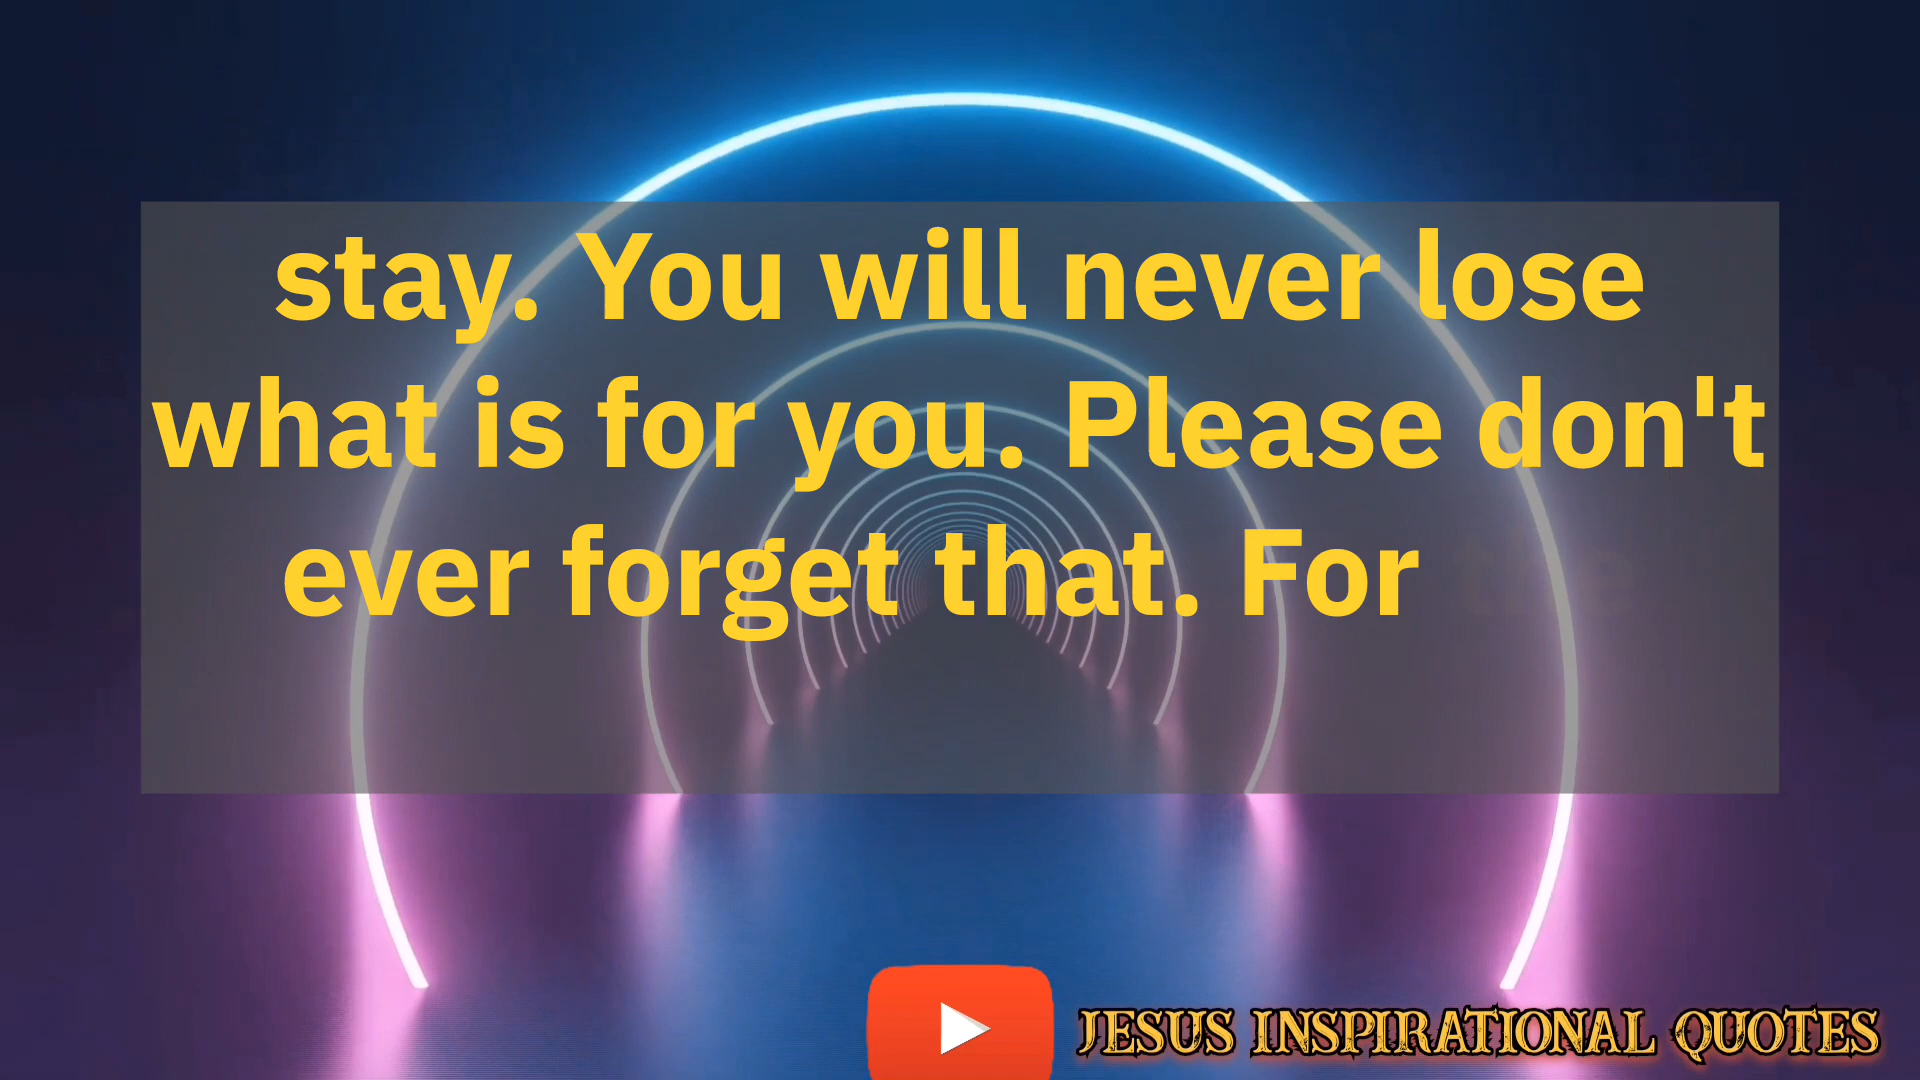 stay. You will never lose
what is for you. Please don't
ever forget that. For
JESUS INSPIRATIONAL QUOTES